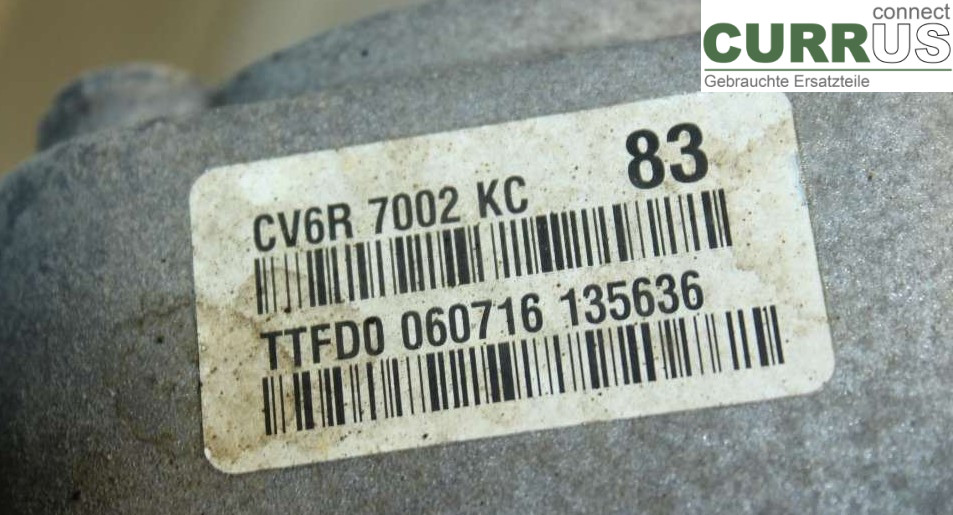 connect
CURRUS
Gebrauchte Ersatzteile
83
CV6R 7002 KC
TTFD0 060716 135636